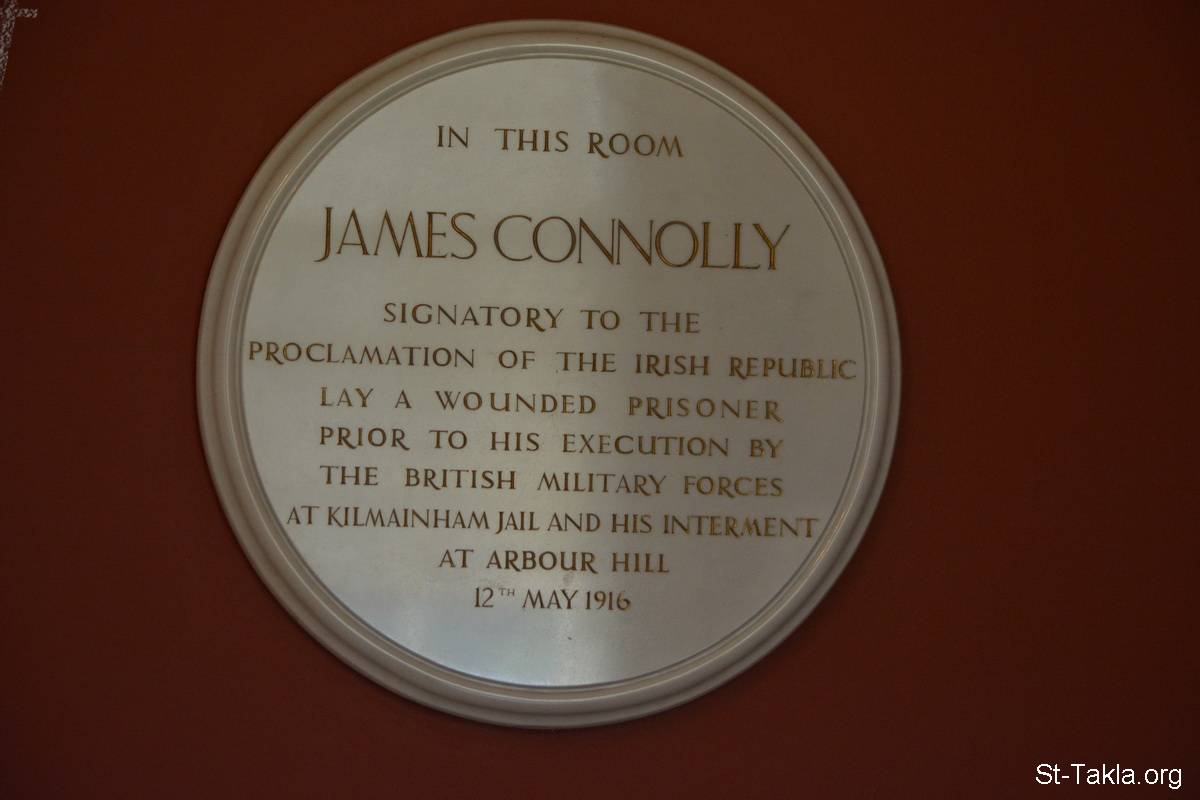 IN THIS ROOM
JAMES CONNOLLY
SIGNATORY TO THE
PROCLAMATION OF THE IRISH REPUBLIC
LAY A WOUNDED PRISONER
PRIOR TO HIS EXECUTION BY
THE BRITISH MILITARY FORCES
AT KILMAINHAM JAIL AND HIS INTERMENT
AT ARBOUR HILL
12TH MAY 1916
St-Takla.org